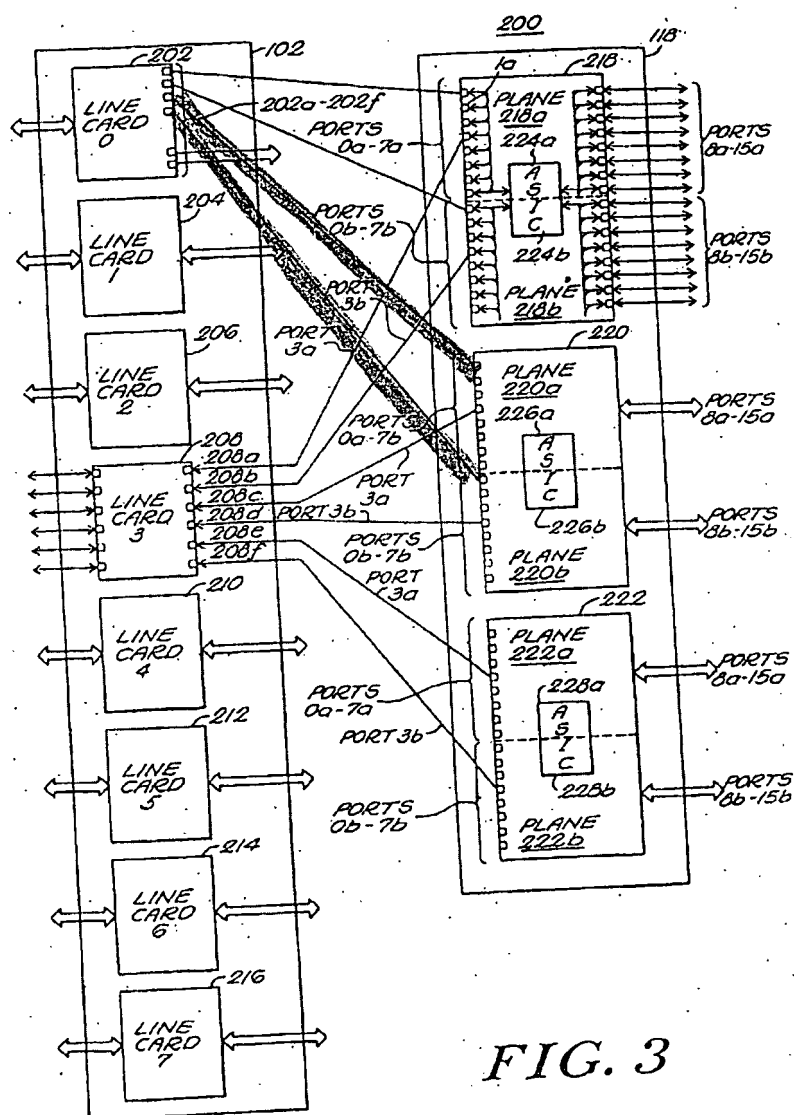 200
102
118
202
LINE
CARD
0
202a-202f
204
LINE
CARD
1
206
LINE
CARD
2
208
LINE
CARD
3
208a
208b
208c
208d
208e
208f
210
LINE
CARD
4
212
LINE
CARD
5
214
LINE
CARD
6
216
LINE
CARD
7
PORTS
0a-7a
PORTS
0b-7b
PORT
3b
PORT
3a
PORTS
0a-7b
PORT
3a
PORT 3b
PORTS
0b-7b
PORT
3a
PORTS
0a-7a
PORT 3b
PORTS
0b-7b
218
1a
PLANE
218a
224a
A
S
I
C
224b
PLANE
218b
PORTS
8a-15a
PORTS
8b-15b
220
PLANE
220a
226a
A
S
I
C
226b
PLANE
220b
PORTS
8a-15a
PORTS
8b-15b
222
PLANE
222a
228a
A
S
I
C
228b
PLANE
222b
PORTS
8a-15a
PORTS
8b-15b
FIG. 3